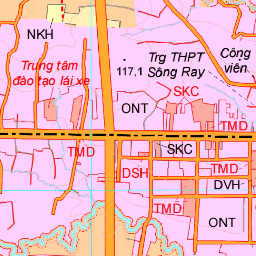 NKH
Trg THPT
Sông Ray
Công
viên
Trung tâm
đào tạo lái xe
117.1
SKC
ONT
TMD
TMD
SKC
DSH
TMD
DVH
TMD
ONT